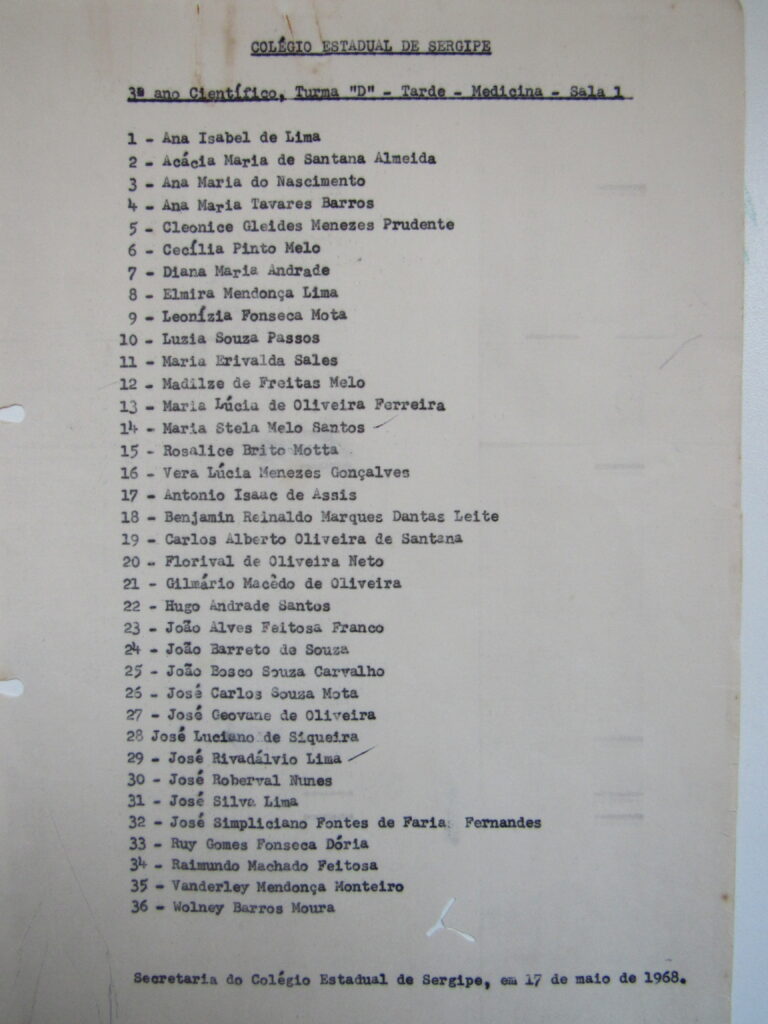 COLÉGIO ESTADUAL DE SERGIPE
3º ano Científico, Turma "D" - Tarde - Medicina - Sala 1
1 - Ana Isabel de Lima
2 - Acácia Maria de Santana Almeida
3 - Ana Maria do Nascimento
4 - Ana Maria Tavares Barros
5 - Cleonice Gleides Menezes Prudente
6 - Cecília Pinto Melo
7 - Diana Maria Andrade
8 - Elmira Mendonça Lima
9 - Leonízia Fonseca Mota
10 - Luzia Souza Passos
11 - Maria Erivalda Sales
12 - Madilze de Freitas Melo
13 - Maria Lúcia de Oliveira Ferreira
14 - Maria Stela Melo Santos
15 - Rosalice Brito Motta
16 - Vera Lúcia Menezes Gonçalves
17 - Antonio Isaac de Assis
18 - Benjamin Reinaldo Marques Dantas Leite
19 - Carlos Alberto Oliveira de Santana
20 - Florival de Oliveira Neto
21 - Gilmário Macêdo de Oliveira
22 - Hugo Andrade Santos
23 - João Alves Feitosa Franco
24 - João Barreto de Souza
25 - João Bosco Souza Carvalho
26 - José Carlos Souza Mota
27 - José Geovane de Oliveira
28 José Luciano de Siqueira
29 - José Rivadálvio Lima
30 - José Roberval Nunes
31 - José Silva Lima
32 - José Simpliciano Fontes de Faria Fernandes
33 - Ruy Gomes Fonseca Dória
34 - Raimundo Machado Feitosa
35 - Vanderley Mendonça Monteiro
36 - Wolney Barros Moura
Secretaria do Colégio Estadual de Sergipe, em 17 de maio de 1968.